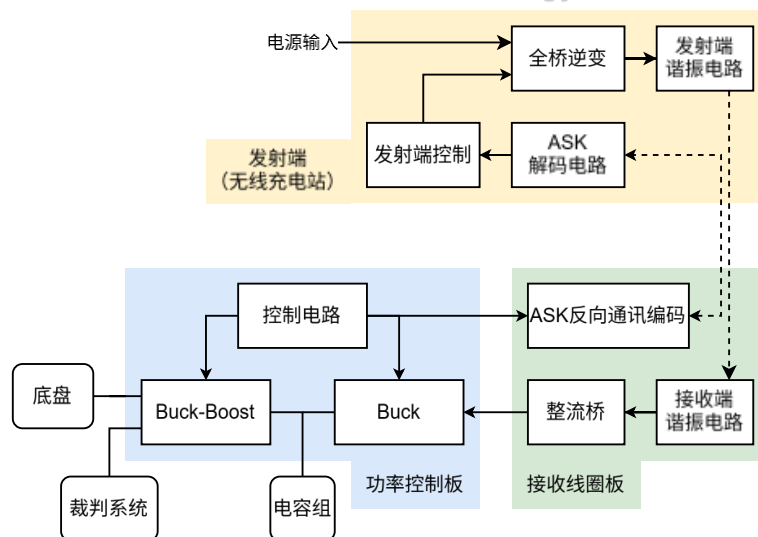 电源输入
全桥逆变
发射端
谐振电路
发射端控制
ASK
解码电路
发射端
（无线充电站）
控制电路
ASK反向通讯编码
底盘
Buck-Boost
Buck
整流桥
接收端
谐振电路
功率控制板
接收线圈板
裁判系统
电容组